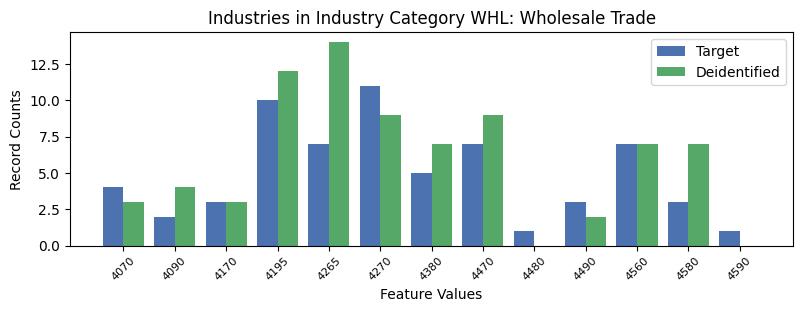 Industries in Industry Category WHL: Wholesale Trade
Target
Deidentified
Record Counts
12.5
10.0
7.5
5.0
2.5
0.0
4070 4090 4170 4195 4265 4270 4380 4470 4480 4490 4560 4580 4590
Feature Values